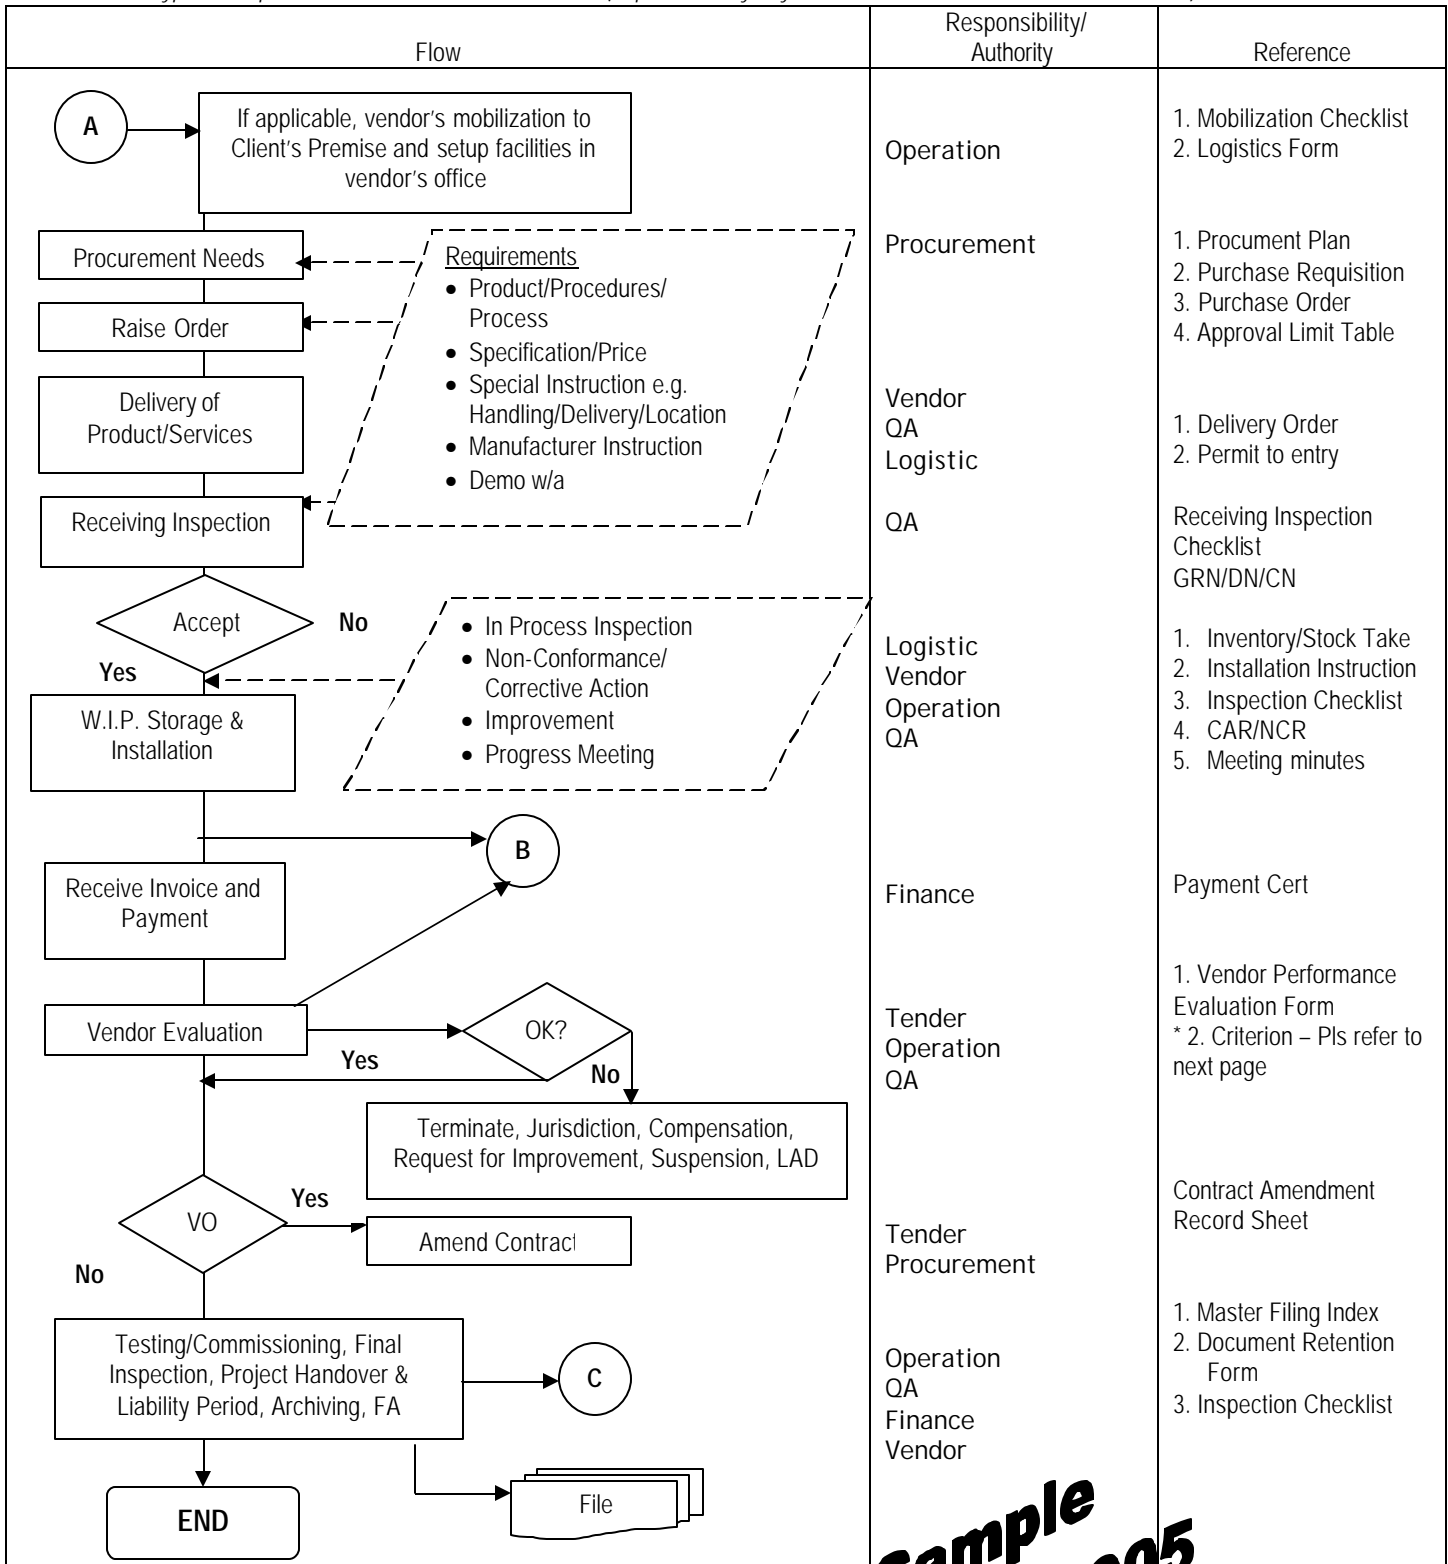 Responsibility/
Flow Authority Reference
A
If applicable, vendor's mobilization to
Client's Premise and setup facilities in
vendor's office
Operation
1. Mobilization Checklist
2. Logistics Form
Procurement Needs
Raise Order
Requirements
• Product/Procedures/
Process
• Specification/Price
• Special Instruction e.g.
Handling/Delivery/Location
• Manufacturer Instruction
• Demo w/a
Procurement
1. Procument Plan
2. Purchase Requisition
3. Purchase Order
4. Approval Limit Table
Delivery of
Product/Services
Vendor
QA
Logistic
1. Delivery Order
2. Permit to entry
Receiving Inspection
QA
Receiving Inspection
Checklist
GRN/DN/CN
Accept
No
Yes
• In Process Inspection
• Non-Conformance/
Corrective Action
• Improvement
• Progress Meeting
W.I.P. Storage &
Installation
Logistic
Vendor
Operation
QA
1. Inventory/Stock Take
2. Installation Instruction
3. Inspection Checklist
4. CAR/NCR
5. Meeting minutes
B
Receive Invoice and
Payment
Finance
Payment Cert
Vendor Evaluation
OK?
Yes
No
Tender
Operation
QA
1. Vendor Performance
Evaluation Form
* 2. Criterion – Pls refer to
next page
Terminate, Jurisdiction, Compensation,
Request for Improvement, Suspension, LAD
VO
Yes
No
Amend Contract
Tender
Procurement
Contract Amendment
Record Sheet
Testing/Commissioning, Final
Inspection, Project Handover &
Liability Period, Archiving, FA
C
Operation
QA
Finance
Vendor
1. Master Filing Index
2. Document Retention
Form
3. Inspection Checklist
END
File
Sample